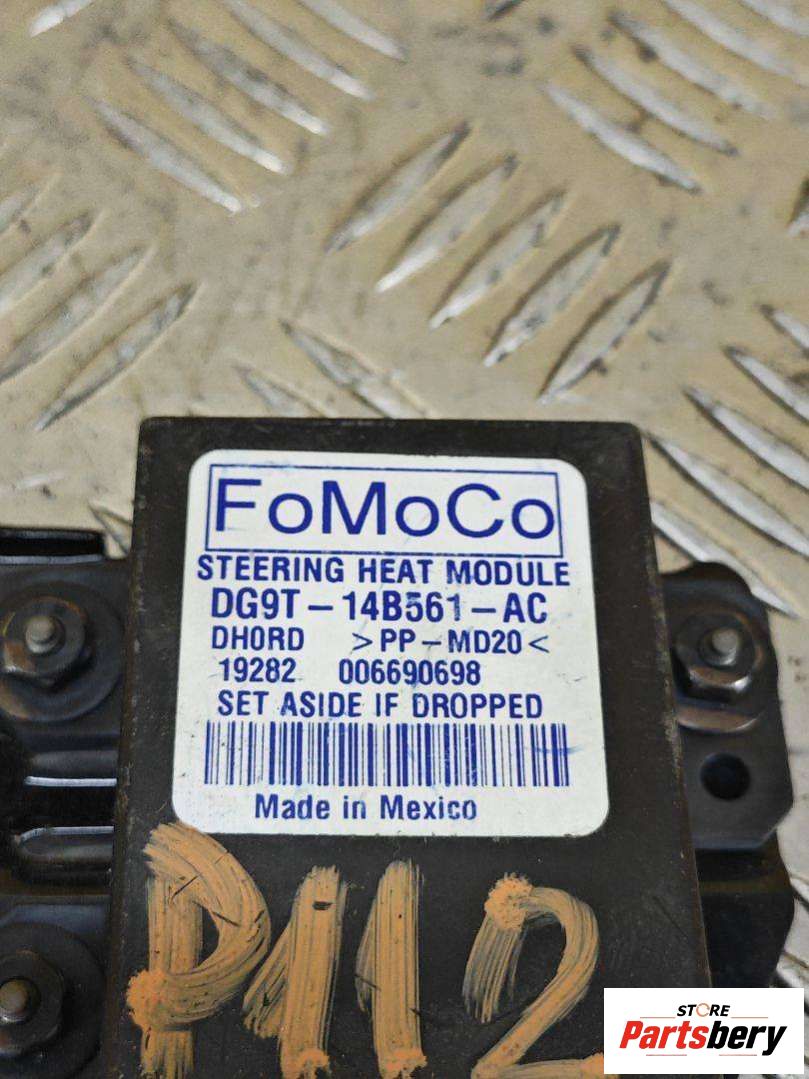 FoMoCo
STEERING HEAT MODULE
DG9T-14B561-AC
DH0RD >PP-MD20<
19282 006690698
SET ASIDE IF DROPPED
Made in Mexico
P112
STORE
Partsbery